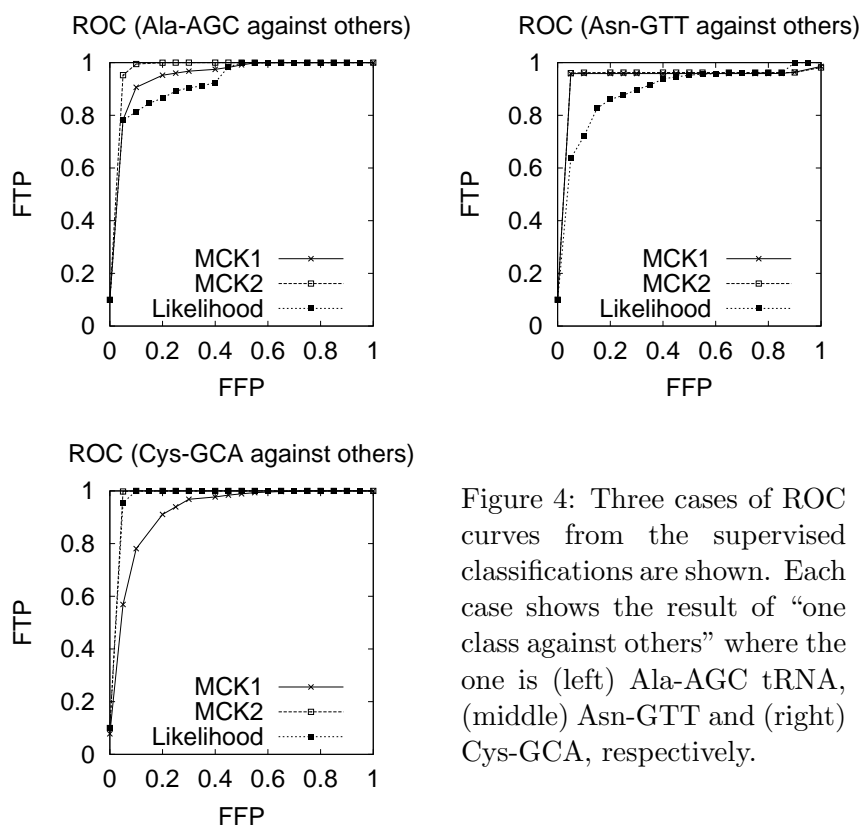 ROC (Ala-AGC against others)
1
0.8
0.6
0.4
0.2
0
FTP
MCK1
MCK2
Likelihood
0 0.2 0.4 0.6 0.8 1
FFP
ROC (Asn-GTT against others)
1
0.8
0.6
0.4
0.2
0
FTP
MCK1
MCK2
Likelihood
0 0.2 0.4 0.6 0.8 1
FFP
ROC (Cys-GCA against others)
1
0.8
0.6
0.4
0.2
0
FTP
MCK1
MCK2
Likelihood
0 0.2 0.4 0.6 0.8 1
FFP
Figure 4: Three cases of ROC
curves from the supervised
classifications are shown. Each
case shows the result of “one
class against others” where the
one is (left) Ala-AGC tRNA,
(middle) Asn-GTT and (right)
Cys-GCA, respectively.